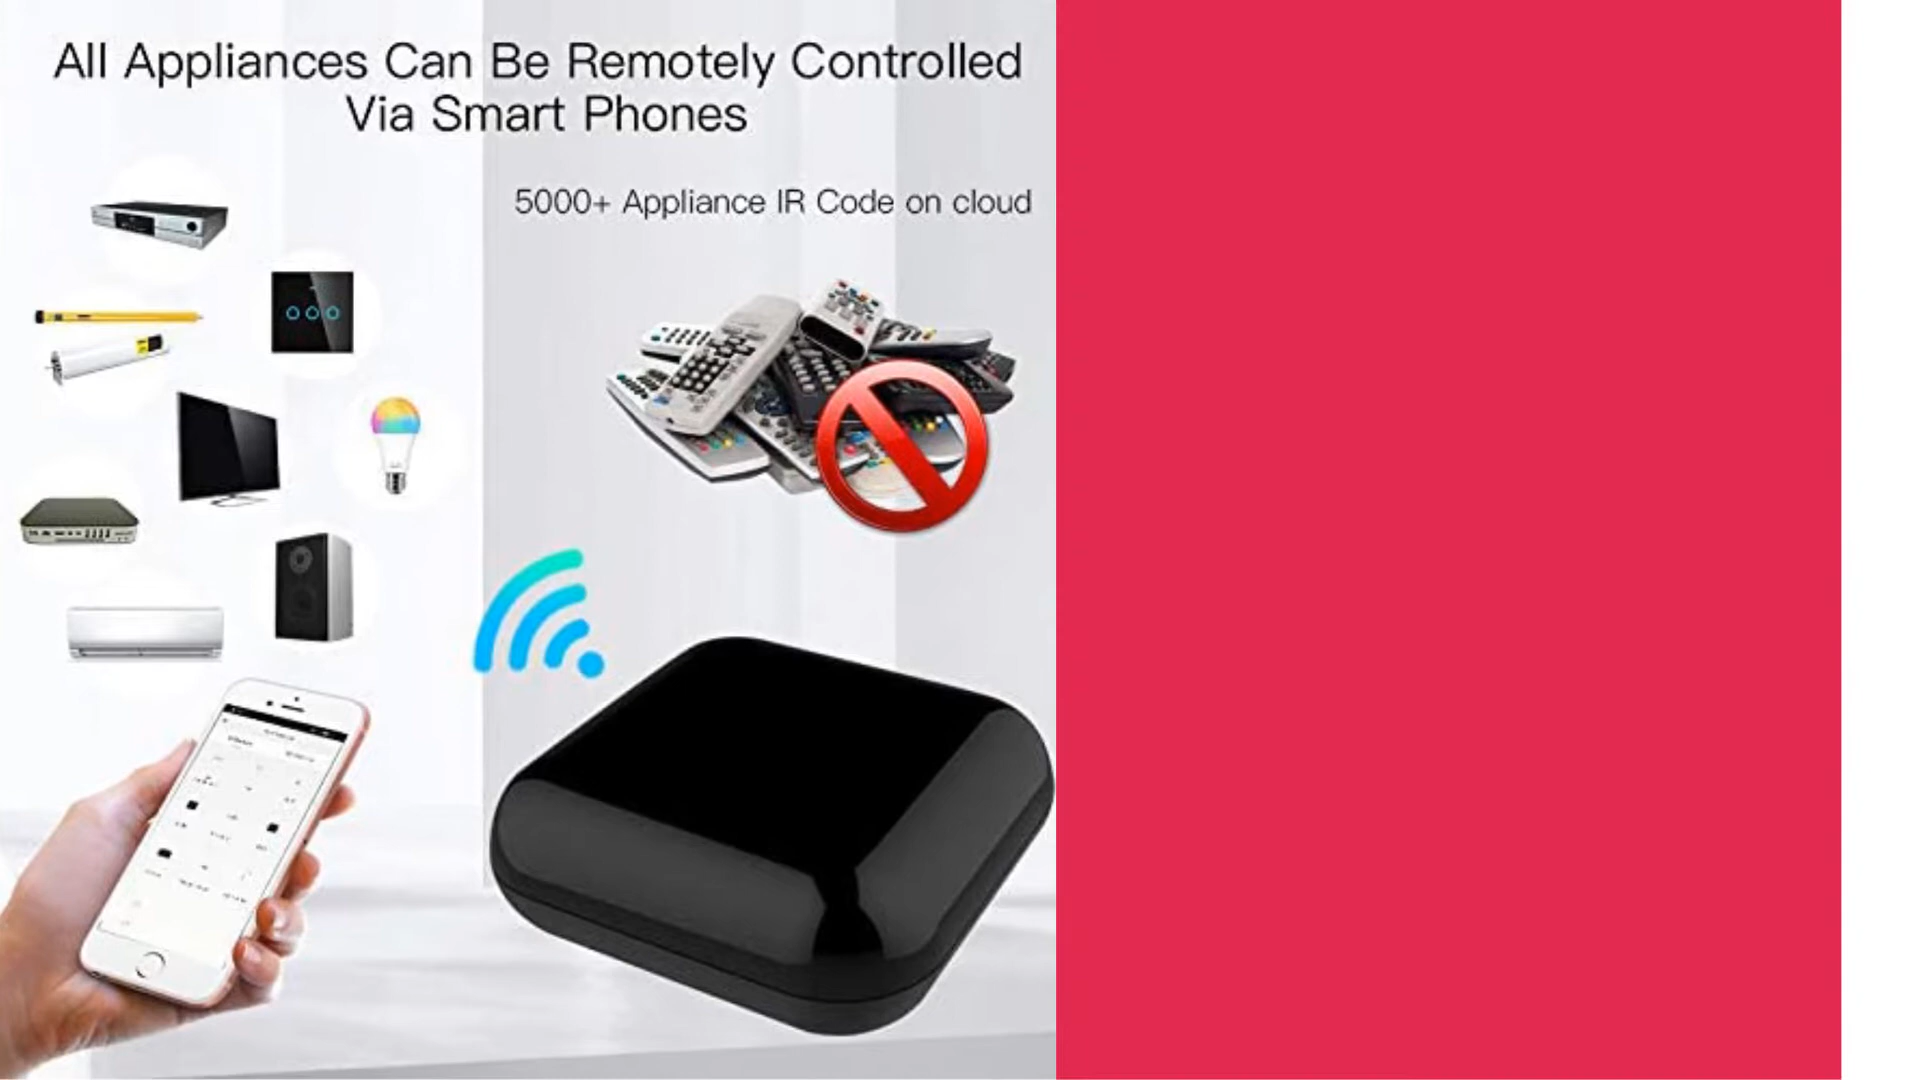 All Appliances Can Be Remotely Controlled
Via Smart Phones
5000+ Appliance IR Code on cloud